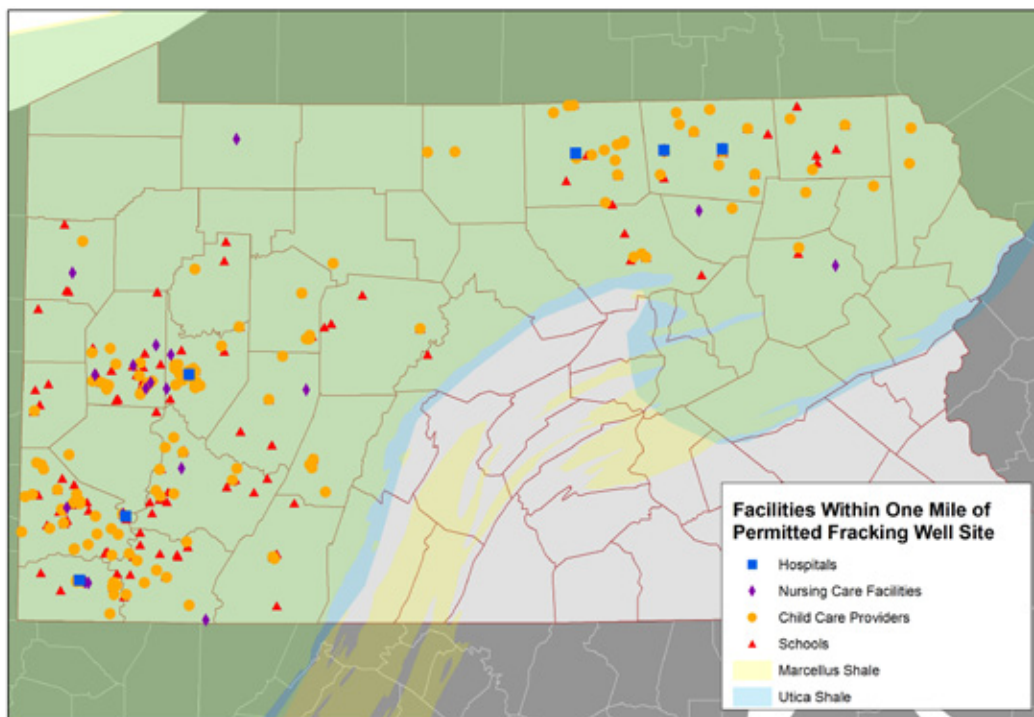 Facilities Within One Mile of
Permitted Fracking Well Site
Hospitals
Nursing Care Facilities
Child Care Providers
Schools
Marcellus Shale
Utica Shale